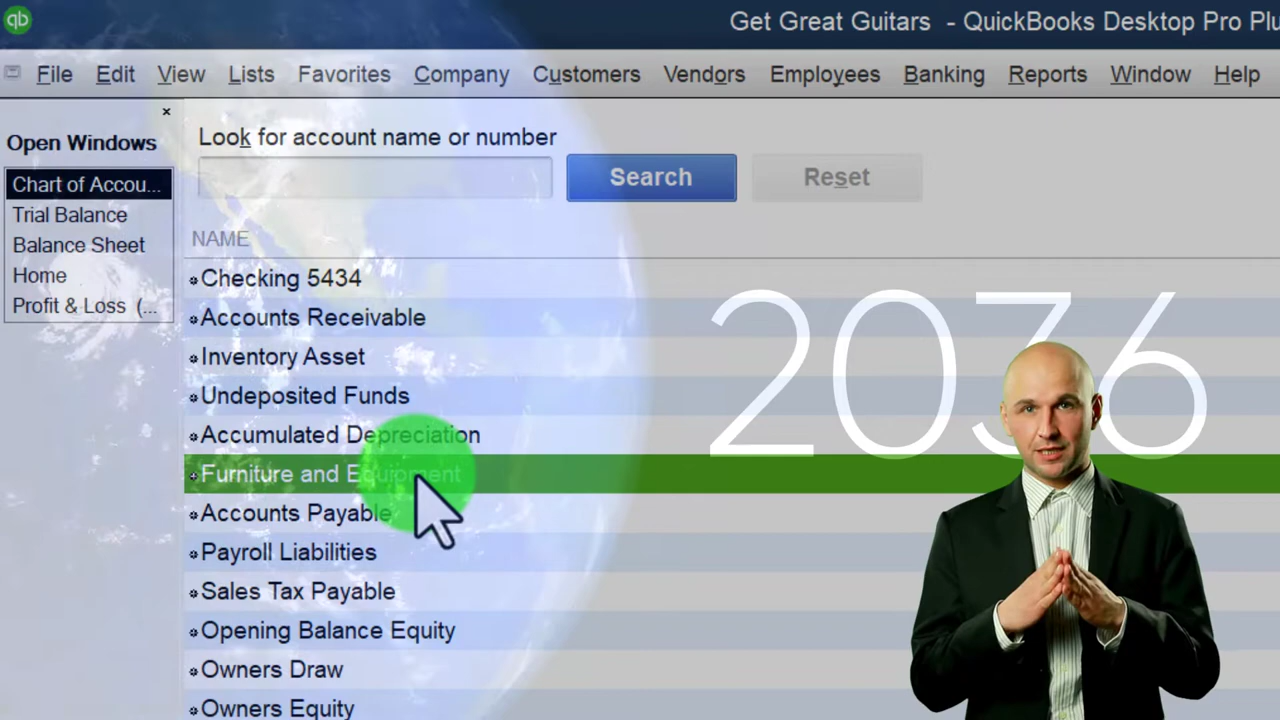 qb
Get Great Guitars - QuickBooks Desktop Pro Plu
File Edit View Lists Favorites Company Customers Vendors Employees Banking Reports Window Help
Open Windows
Chart of Accou...
Trial Balance
Balance Sheet
Home
Profit & Loss (...
Look for account name or number
Search Reset
NAME
Checking 5434
Accounts Receivable
Inventory Asset
Undeposited Funds
Accumulated Depreciation
Furniture and Equipment
Accounts Payable
Payroll Liabilities
Sales Tax Payable
Opening Balance Equity
Owners Draw
Owners Equity
2036